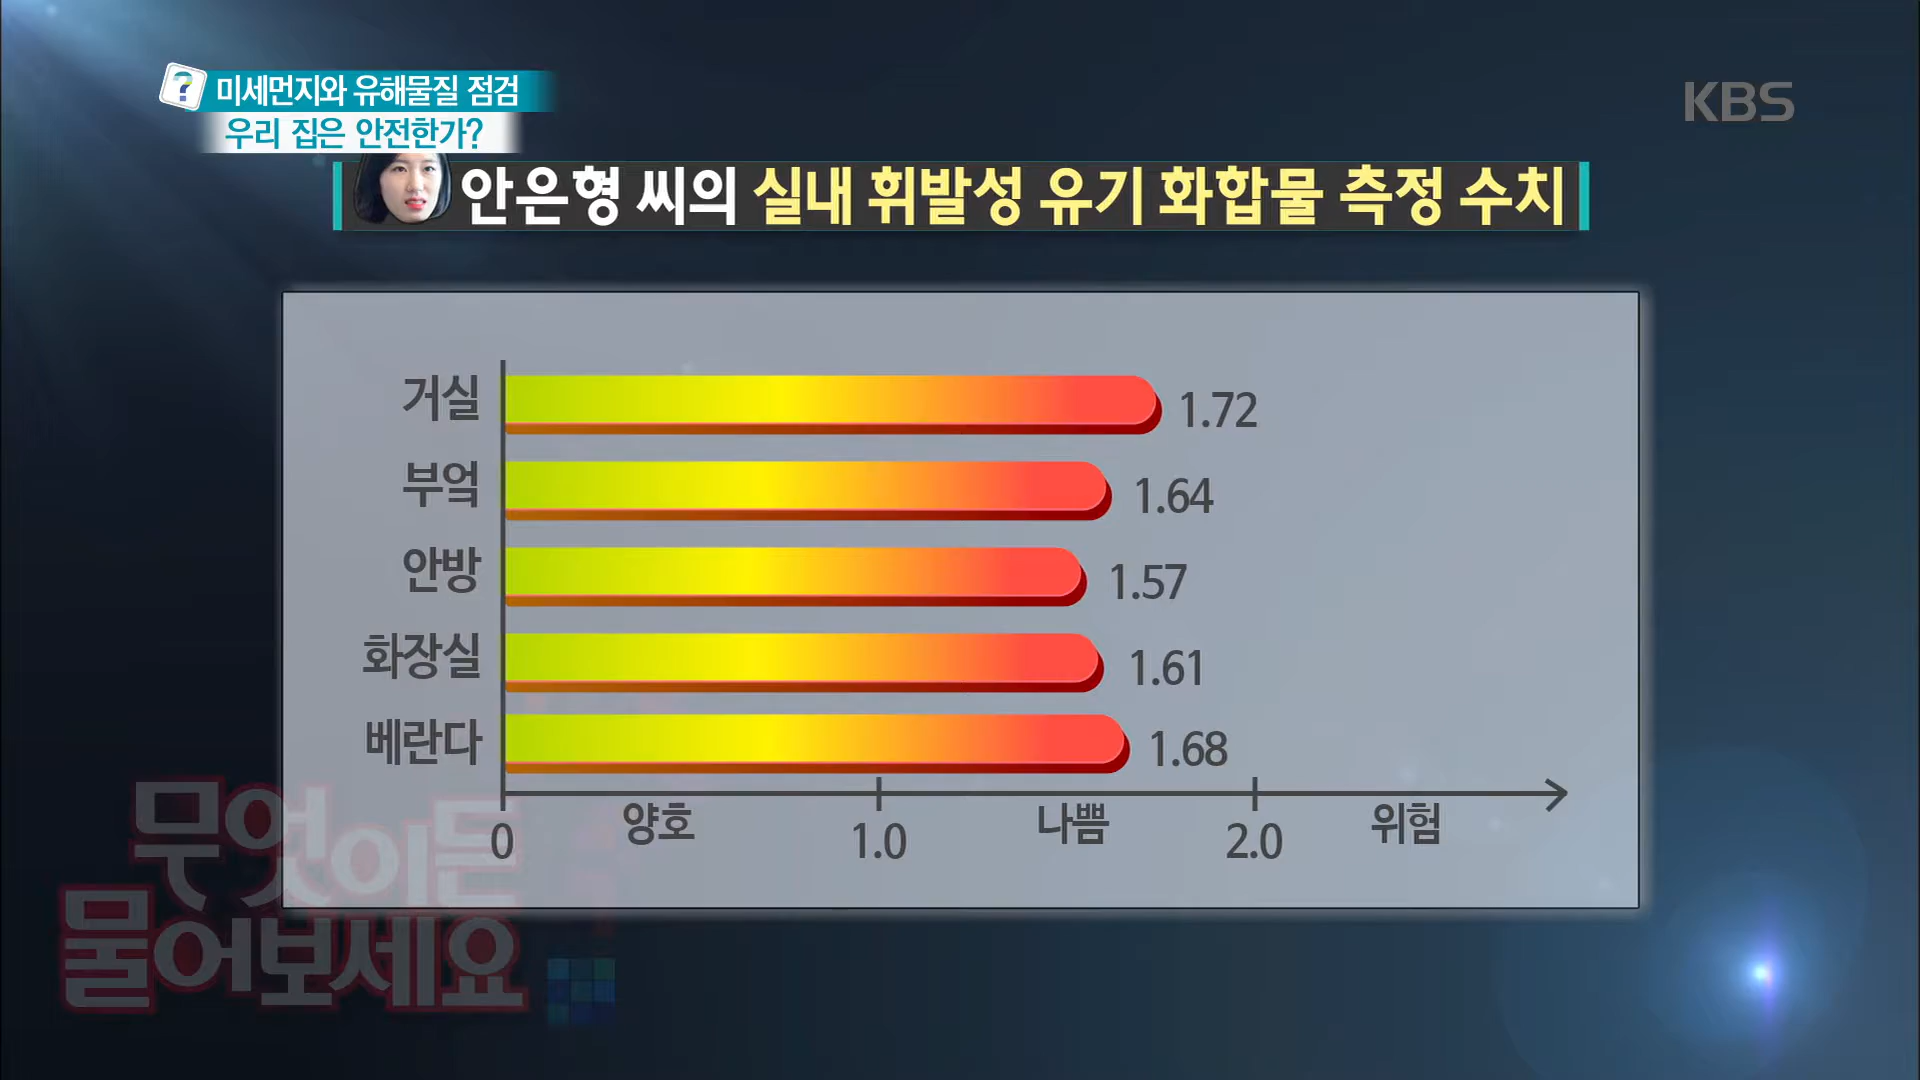 미세먼지와 유해물질 점검
우리 집은 안전한가?
KBS
안은형 씨의 실내 휘발성 유기 화합물 측정 수치
거실 1.72
부엌 1.64
안방 1.57
화장실 1.61
베란다 1.68
0 양호 1.0 나쁨 2.0 위험
무엇이든
물어보세요